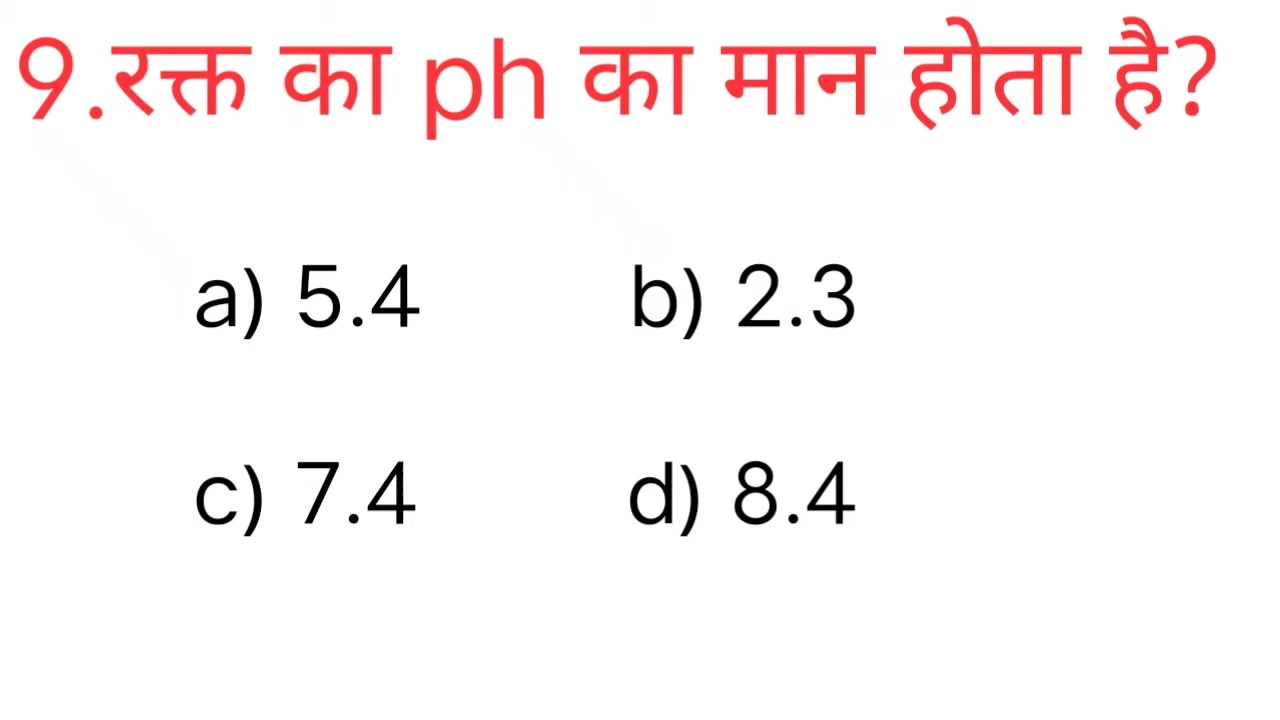 9.रक्त का ph का मान होता है?
a) 5.4 b) 2.3
c) 7.4 d) 8.4